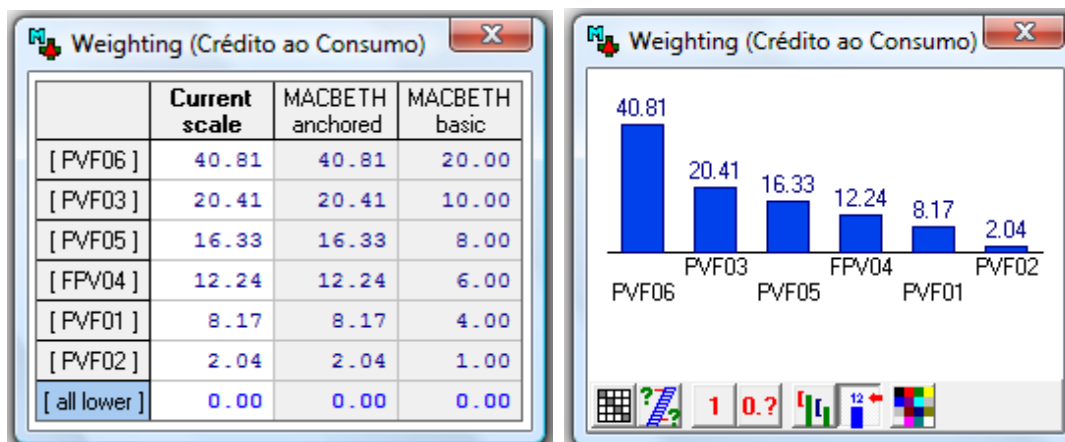 Weighting (Crédito ao Consumo)
Current scale MACBETH anchored MACBETH basic
[ PVF06 ] 40.81 40.81 20.00
[ PVF03 ] 20.41 20.41 10.00
[ PVF05 ] 16.33 16.33 8.00
[ FPV04 ] 12.24 12.24 6.00
[ PVF01 ] 8.17 8.17 4.00
[ PVF02 ] 2.04 2.04 1.00
[ all lower ] 0.00 0.00 0.00
Weighting (Crédito ao Consumo)
40.81
20.41
16.33
12.24
8.17
2.04
PVF03 FPV04 PVF02
PVF06 PVF05 PVF01
1 0.? 12